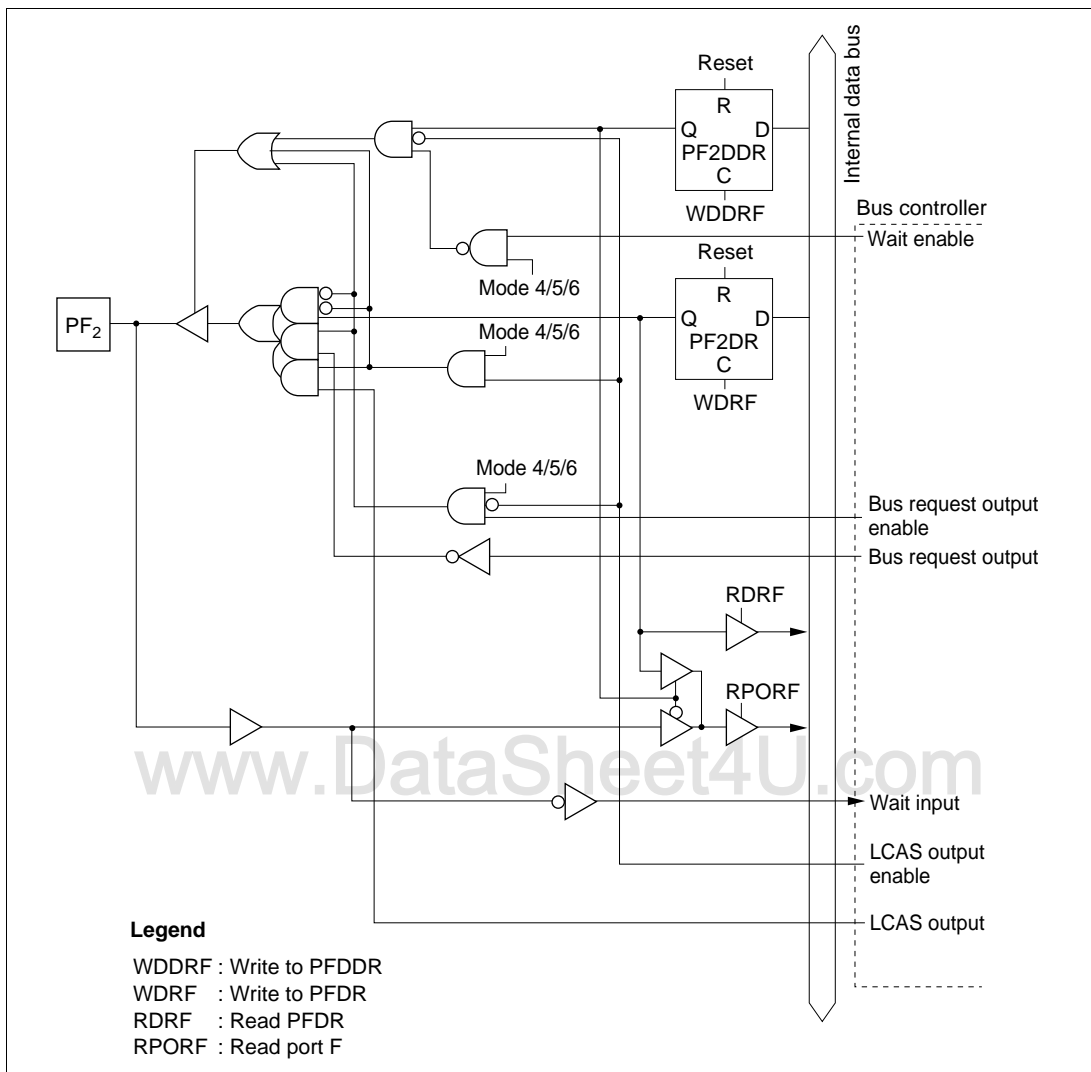 Reset
R
Q D
PF2DDR
C
WDDRF
Internal data bus
Bus controller
Wait enable
Mode 4/5/6
Reset
R
Q D
PF2DR
C
WDRF
PF2
Mode 4/5/6
Mode 4/5/6
Bus request output
enable
Bus request output
RDRF
RPORF
www.DataSheet4U.com
Wait input
LCAS output
enable
LCAS output
Legend
WDDRF : Write to PFDDR
WDRF : Write to PFDR
RDRF : Read PFDR
RPORF : Read port F